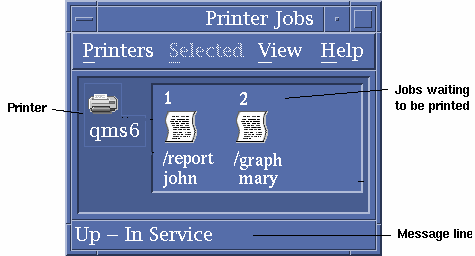 Printer Jobs
Printers Selected View Help
Printer
qms6
1 2
/report /graph
john mary
Jobs waiting
to be printed
Up – In Service
Message line